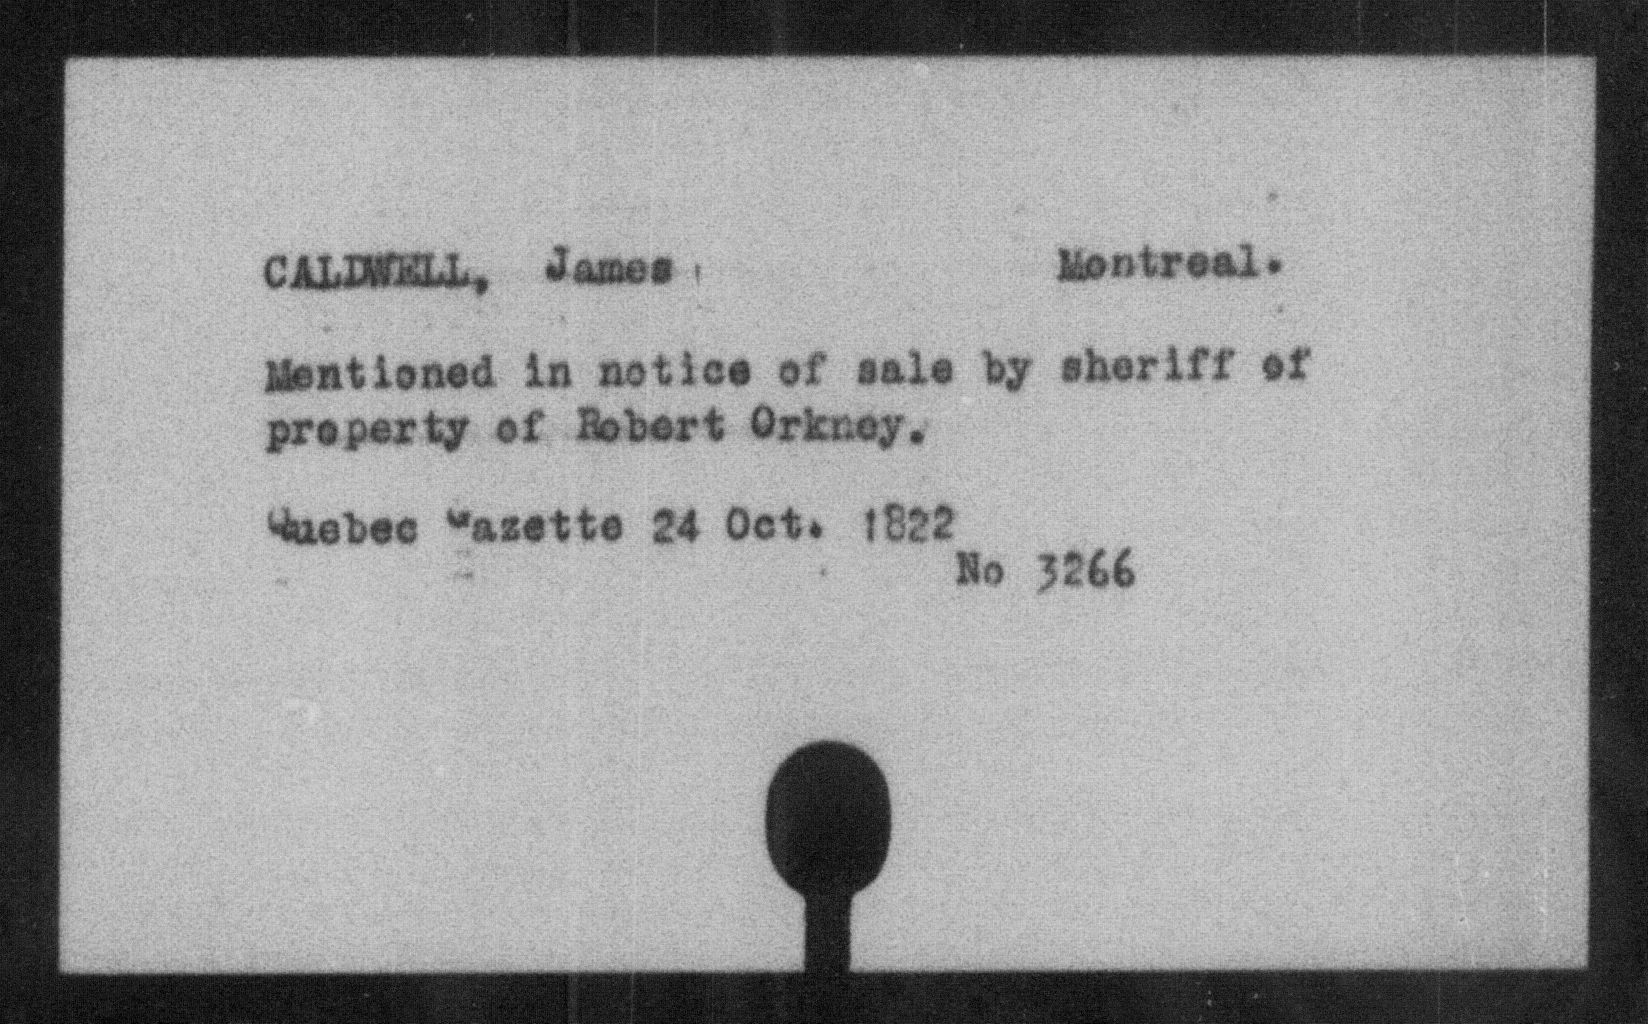 CALDWELL, James Montreal.
Mentioned in notice of sale by sheriff of
property of Robert Orkney.
Quebec Gazette 24 Oct. 1822
No 3266